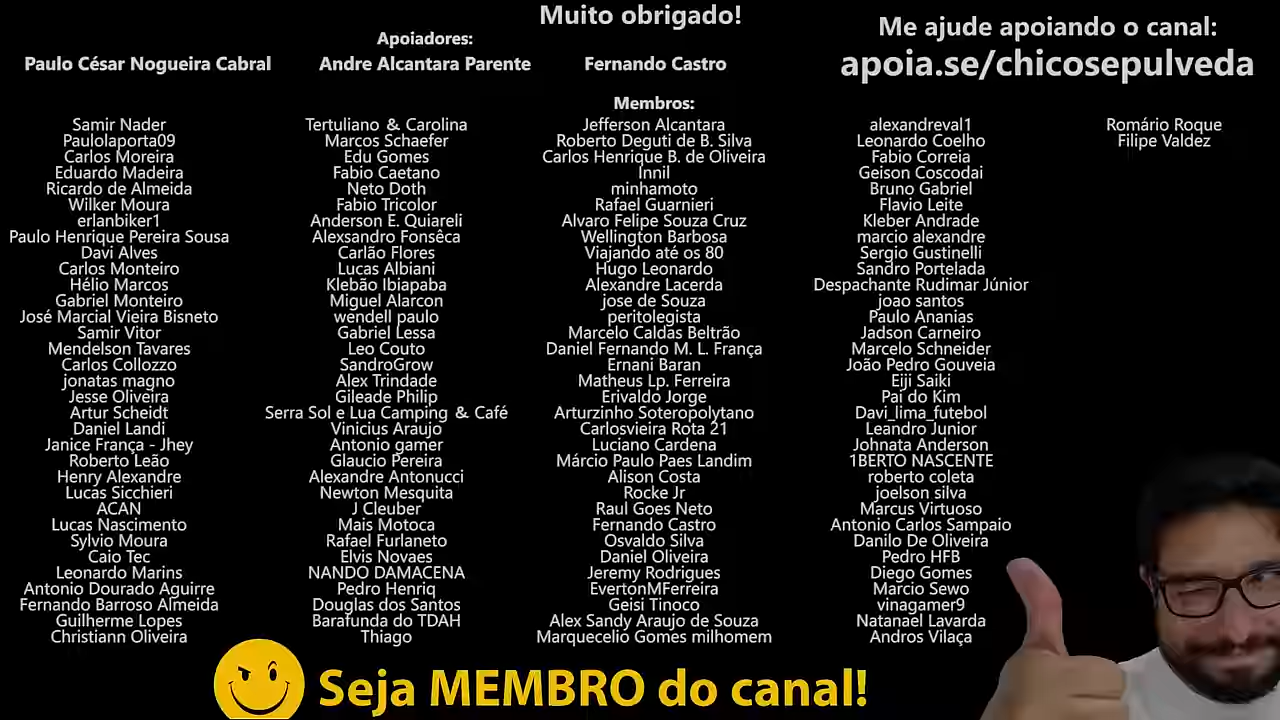 Muito obrigado!
Apoiadores:
Paulo César Nogueira Cabral
Andre Alcantara Parente
Fernando Castro
Me ajude apoiando o canal:
apoia.se/chicosepulveda
Membros:
Samir Nader
Paulolaporta09
Carlos Moreira
Eduardo Madeira
Ricardo de Almeida
Wilker Moura
erlanbiker1
Paulo Henrique Pereira Sousa
Davi Alves
Carlos Monteiro
Hélio Marcos
Gabriel Monteiro
José Marcial Vieira Bisneto
Samir Vitor
Mendelson Tavares
Carlos Collozzo
jonatas magno
Jesse Oliveira
Artur Scheidt
Daniel Landi
Janice França - Jhey
Roberto Leão
Henry Alexandre
Lucas Sicchieri
ACAN
Lucas Nascimento
Sylvio Moura
Caio Tec
Leonardo Marins
Antonio Dourado Aguirre
Fernando Barroso Almeida
Guilherme Lopes
Christiann Oliveira
Tertuliano & Carolina
Marcos Schaefer
Edu Gomes
Fabio Caetano
Neto Doth
Fabio Tricolor
Anderson E. Quiareli
Alexsandro Fonsêca
Carlão Flores
Lucas Albiani
Klebão Ibiapaba
Miguel Alarcon
wendell paulo
Gabriel Lessa
Leo Couto
SandroGrow
Alex Trindade
Gileade Philip
Serra Sol e Lua Camping & Café
Vinicius Araujo
Antonio gamer
Glaucio Pereira
Alexandre Antonucci
Newton Mesquita
J Cleuber
Mais Motoca
Rafael Furlaneto
Elvis Novaes
NANDO DAMACENA
Pedro Henriq
Douglas dos Santos
Barafunda do TDAH
Thiago
Jefferson Alcantara
Roberto Deguti de B. Silva
Carlos Henrique B. de Oliveira
Innil
minhamoto
Rafael Guarnieri
Alvaro Felipe Souza Cruz
Wellington Barbosa
Viajando até os 80
Hugo Leonardo
Alexandre Lacerda
jose de Souza
peritolegista
Marcelo Caldas Beltrão
Daniel Fernando M. L. França
Ernani Baran
Matheus Lp. Ferreira
Erivaldo Jorge
Arturzinho Soteropolytano
Carlosvieira Rota 21
Luciano Cardena
Márcio Paulo Paes Landim
Alison Costa
Rocke Jr
Raul Goes Neto
Fernando Castro
Osvaldo Silva
Daniel Oliveira
Jeremy Rodrigues
EvertonMFerreira
Geisi Tinoco
Alex Sandy Araujo de Souza
Marquecelio Gomes milhomem
alexandreval1
Leonardo Coelho
Fabio Correia
Geison Coscodai
Bruno Gabriel
Flavio Leite
Kleber Andrade
marcio alexandre
Sergio Gustinelli
Sandro Portelada
Despachante Rudimar Júnior
joao santos
Paulo Ananias
Jadson Carneiro
Marcelo Schneider
João Pedro Gouveia
Eiji Saiki
Pai do Kim
Davi_lima_futebol
Leandro Junior
Johnata Anderson
1BERTO NASCENTE
roberto coleta
joelson silva
Marcus Virtuoso
Antonio Carlos Sampaio
Danilo De Oliveira
Pedro HFB
Diego Gomes
Marcio Sewo
vinagamer9
Natanael Lavarda
Andros Vilaça
Romário Roque
Filipe Valdez
Seja MEMBRO do canal!